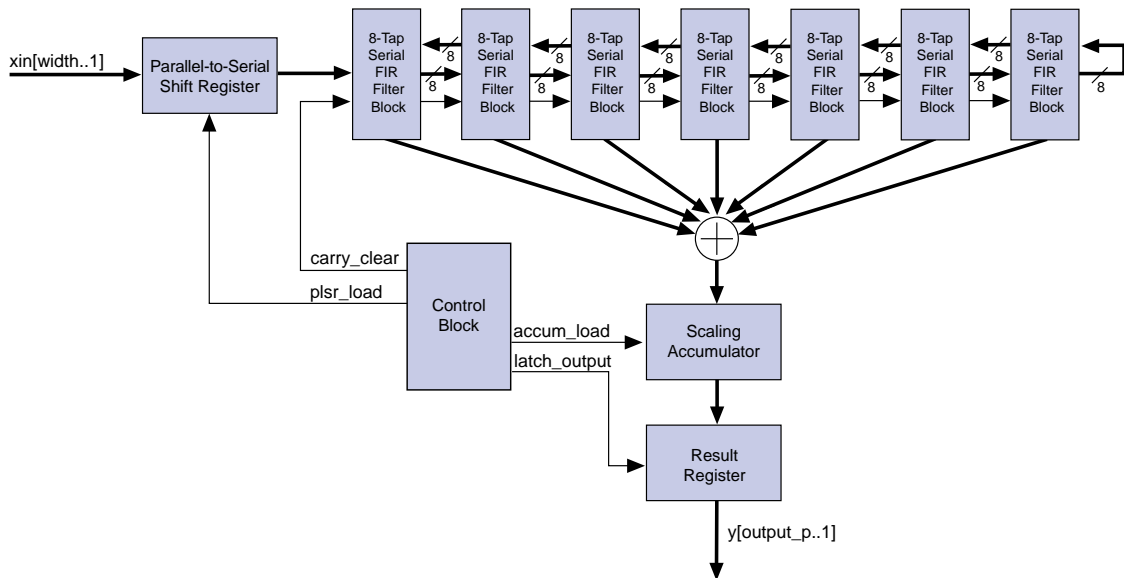 8-Tap
Serial
FIR
Filter
Block
8-Tap
Serial
FIR
Filter
Block
8-Tap
Serial
FIR
Filter
Block
8-Tap
Serial
FIR
Filter
Block
8-Tap
Serial
FIR
Filter
Block
8-Tap
Serial
FIR
Filter
Block
8-Tap
Serial
FIR
Filter
Block
8
8
8
8
8
8
8
8
8
8
8
8
8
xin[width..1]
Parallel-to-Serial
Shift Register
carry_clear
plsr_load
Control
Block
accum_load
latch_output
Scaling
Accumulator
Result
Register
y[output_p..1]